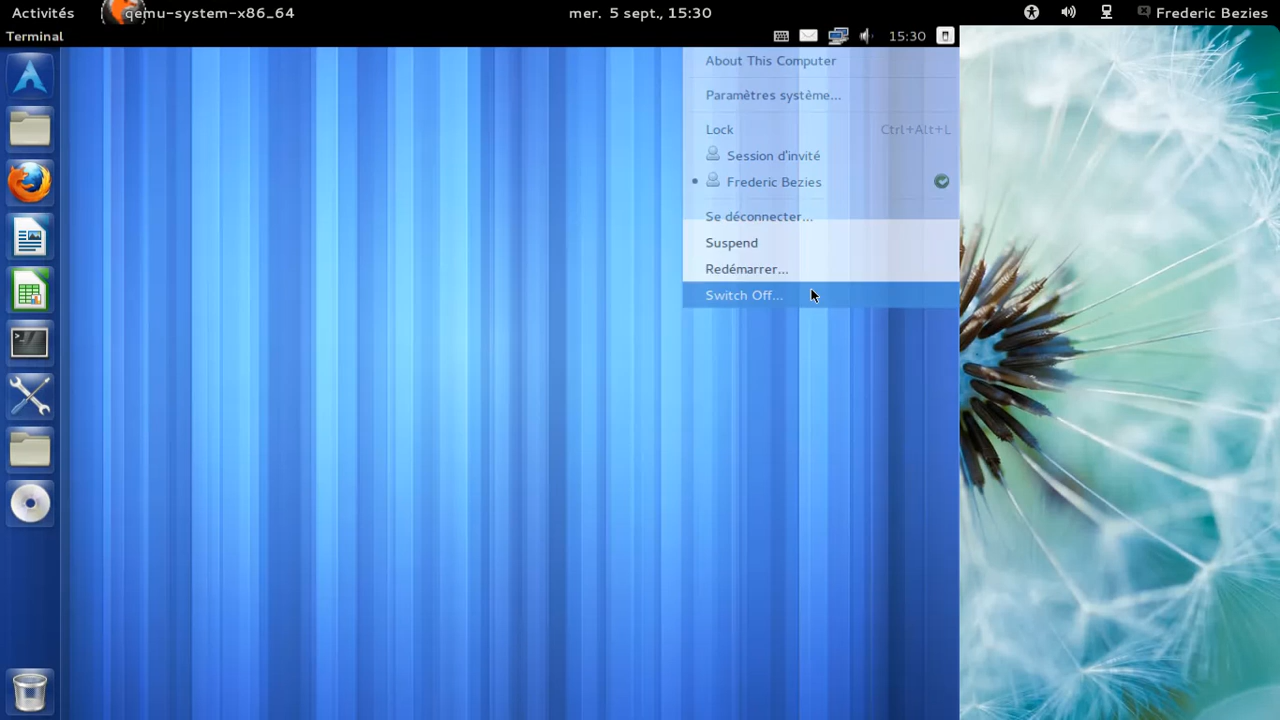 Activités qemu-system-x86_64 mer. 5 sept., 15:30 Frederic Bezies
Terminal 15:30
About This Computer
Paramètres système...
Lock Ctrl+Alt+L
Session d'invité
Frederic Bezies
Se déconnecter...
Suspend
Redémarrer...
Switch Off...